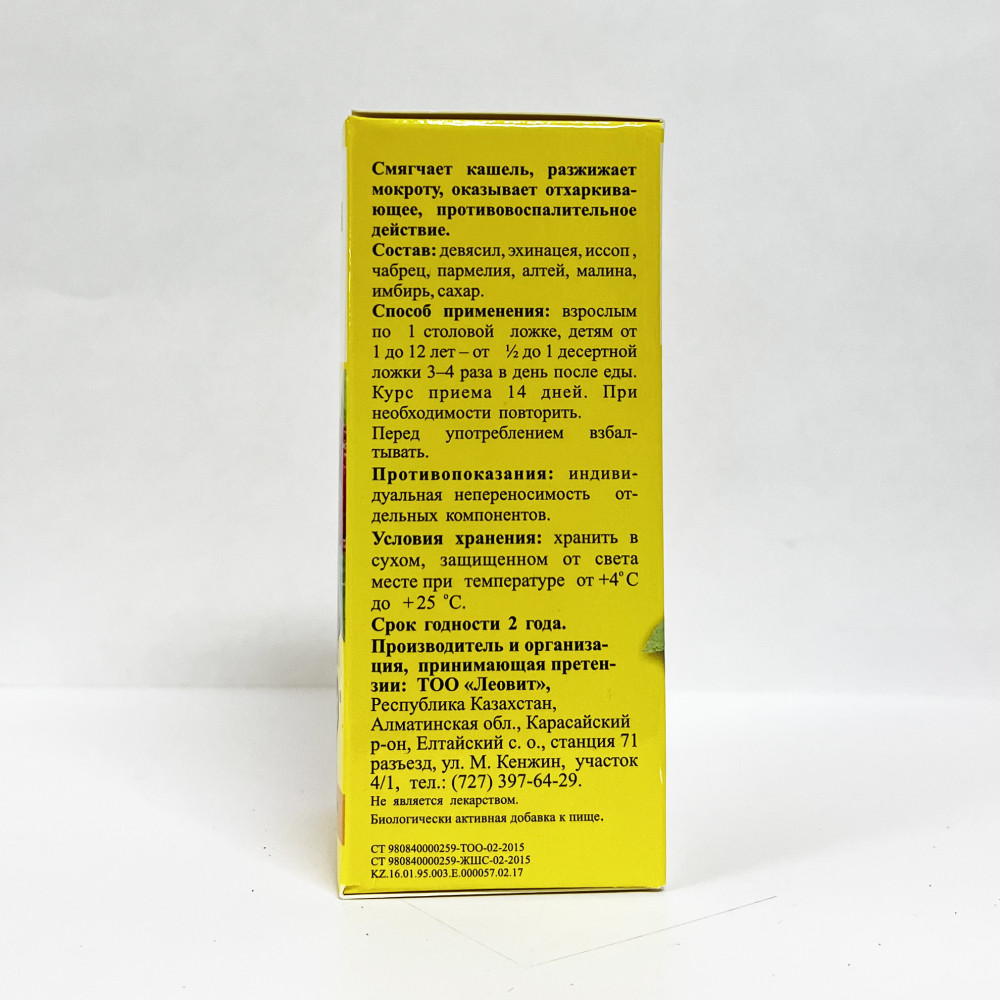 Смягчает кашель, разжижает
мокроту, оказывает отхаркива-
ющее, противовоспалительное
действие.
Состав: девясил, эхинацея, иссоп ,
чабрец, пармелия, алтей, малина,
имбирь, сахар.
Способ применения: взрослым
по 1 столовой ложке, детям от
1 до 12 лет – от ½ до 1 десертной
ложки 3–4 раза в день после еды.
Курс приема 14 дней. При
необходимости повторить.
Перед употреблением взбал-
тывать.
Противопоказания: индиви-
дуальная непереносимость от-
дельных компонентов.
Условия хранения: хранить в
сухом, защищенном от света
месте при температуре от +4°С
до +25 °С.
Срок годности 2 года.
Производитель и организа-
ция, принимающая претен-
зии: ТОО «Леовит»,
Республика Казахстан,
Алматинская обл., Карасайский
р-он, Елтайский с. о., станция 71
разъезд, ул. М. Кенжин, участок
4/1, тел.: (727) 397-64-29.
Не является лекарством.
Биологически активная добавка к пище.
СТ 980840000259-ТОО-02-2015
СТ 980840000259-ЖШС-02-2015
KZ.16.01.95.003.E.000057.02.17